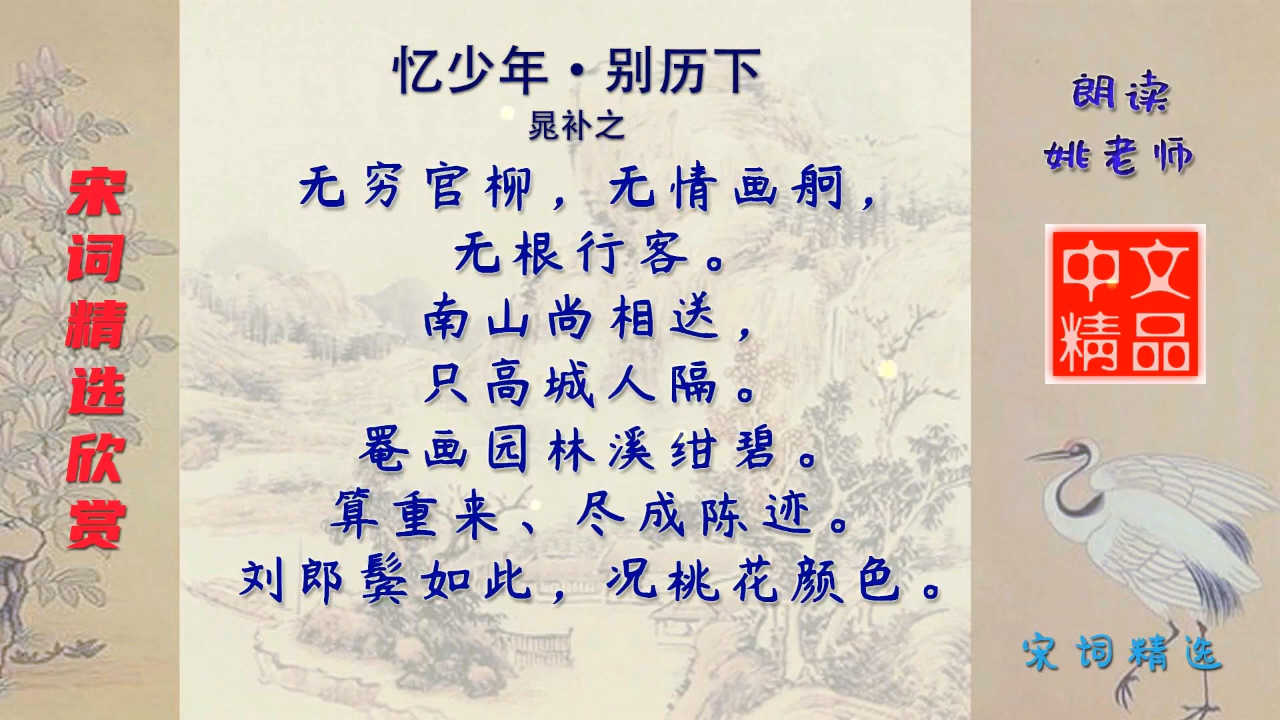 忆少年·别历下
晁补之
无穷官柳，无情画舸，
无根行客。
南山尚相送，
只高城人隔。
罨画园林溪绀碧。
算重来、尽成陈迹。
刘郎鬓如此，况桃花颜色。
宋词精选欣赏
朗读
姚老师
中文
精品
宋词精选